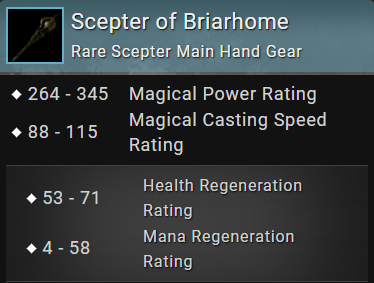 Scepter of Briarhome
Rare Scepter Main Hand Gear
264 - 345 Magical Power Rating
88 - 115 Magical Casting Speed
Rating
53 - 71 Health Regeneration
Rating
4 - 58 Mana Regeneration
Rating